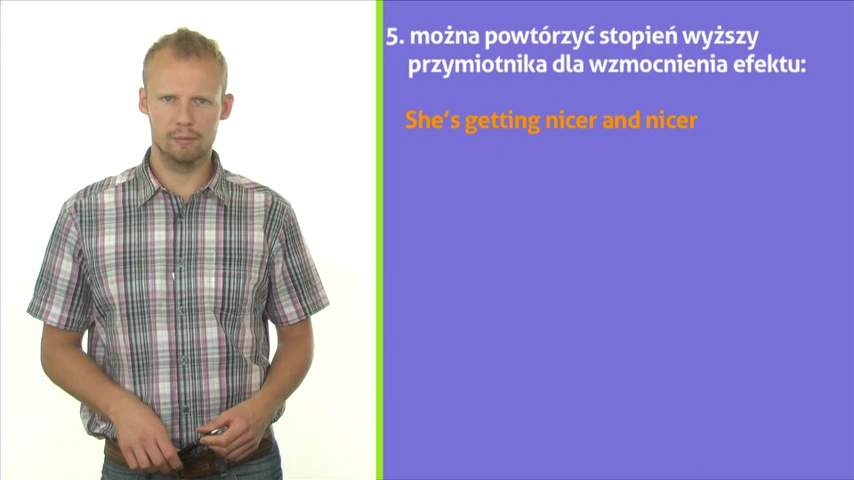 5. można powtórzyć stopień wyższy
przymiotnika dla wzmocnienia efektu:
She's getting nicer and nicer